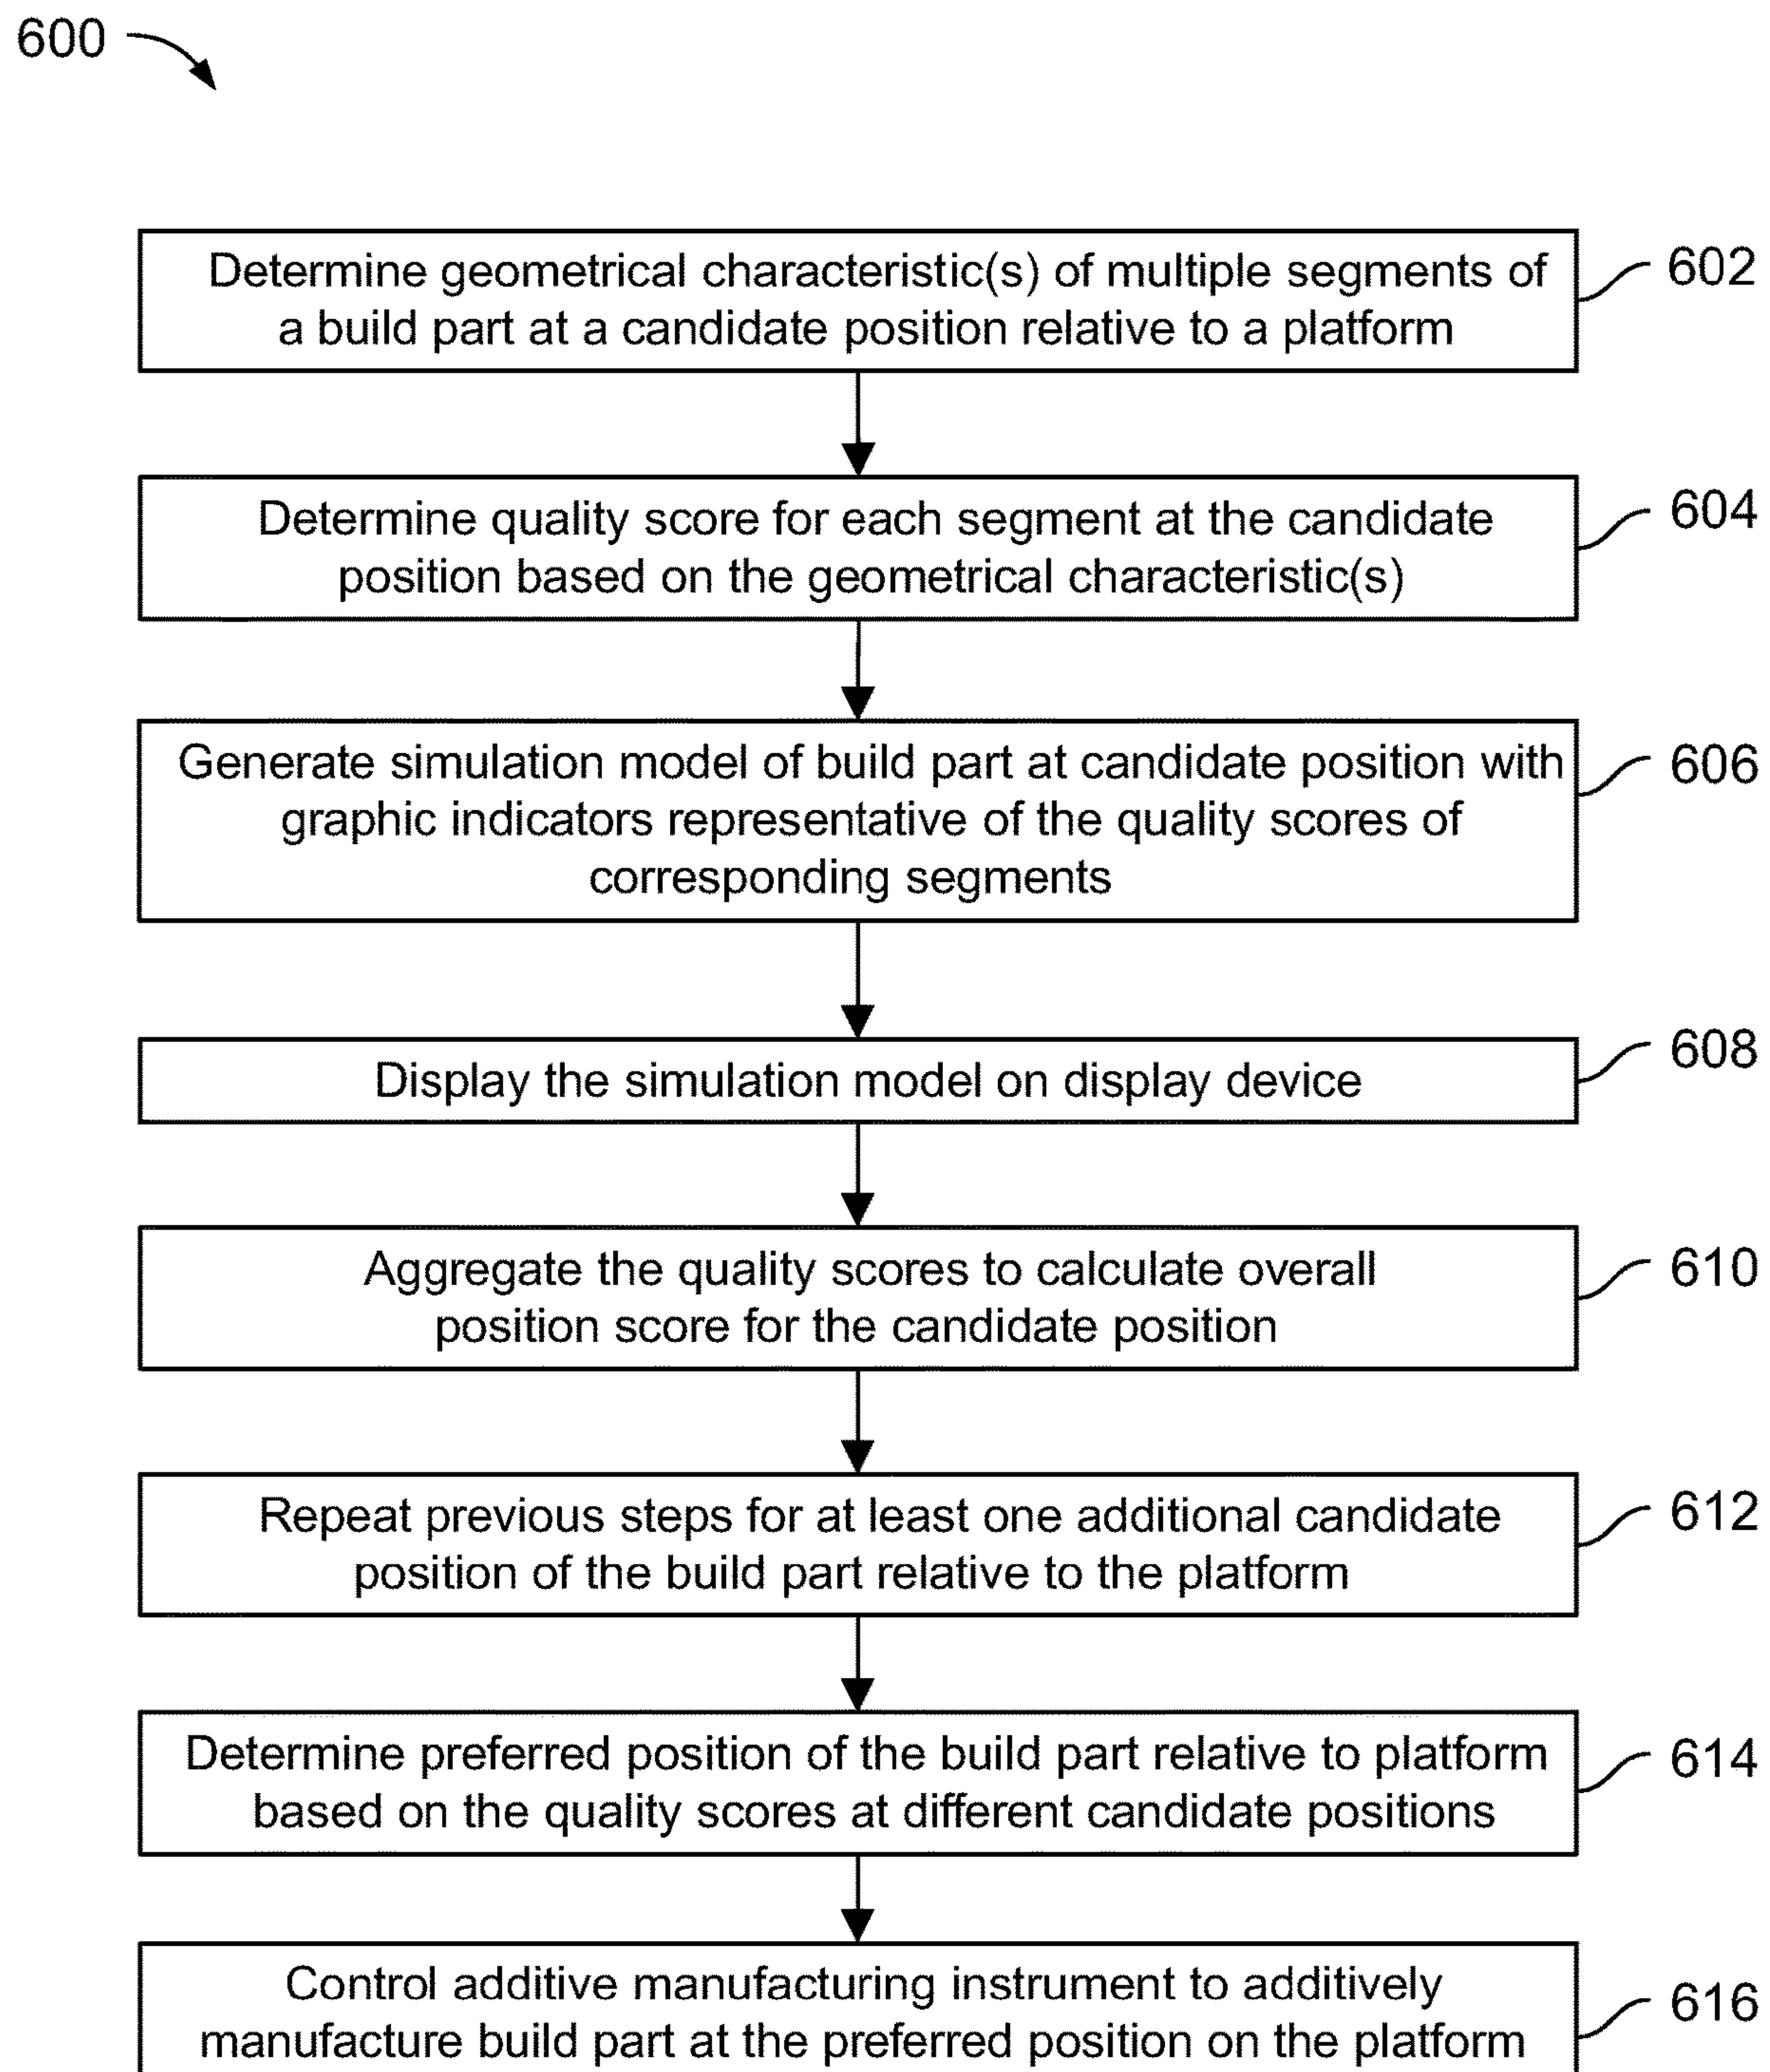 600
Determine geometrical characteristic(s) of multiple segments of
a build part at a candidate position relative to a platform
602
Determine quality score for each segment at the candidate
position based on the geometrical characteristic(s)
604
Generate simulation model of build part at candidate position with
graphic indicators representative of the quality scores of
corresponding segments
606
Display the simulation model on display device
608
Aggregate the quality scores to calculate overall
position score for the candidate position
610
Repeat previous steps for at least one additional candidate
position of the build part relative to the platform
612
Determine preferred position of the build part relative to platform
based on the quality scores at different candidate positions
614
Control additive manufacturing instrument to additively
manufacture build part at the preferred position on the platform
616